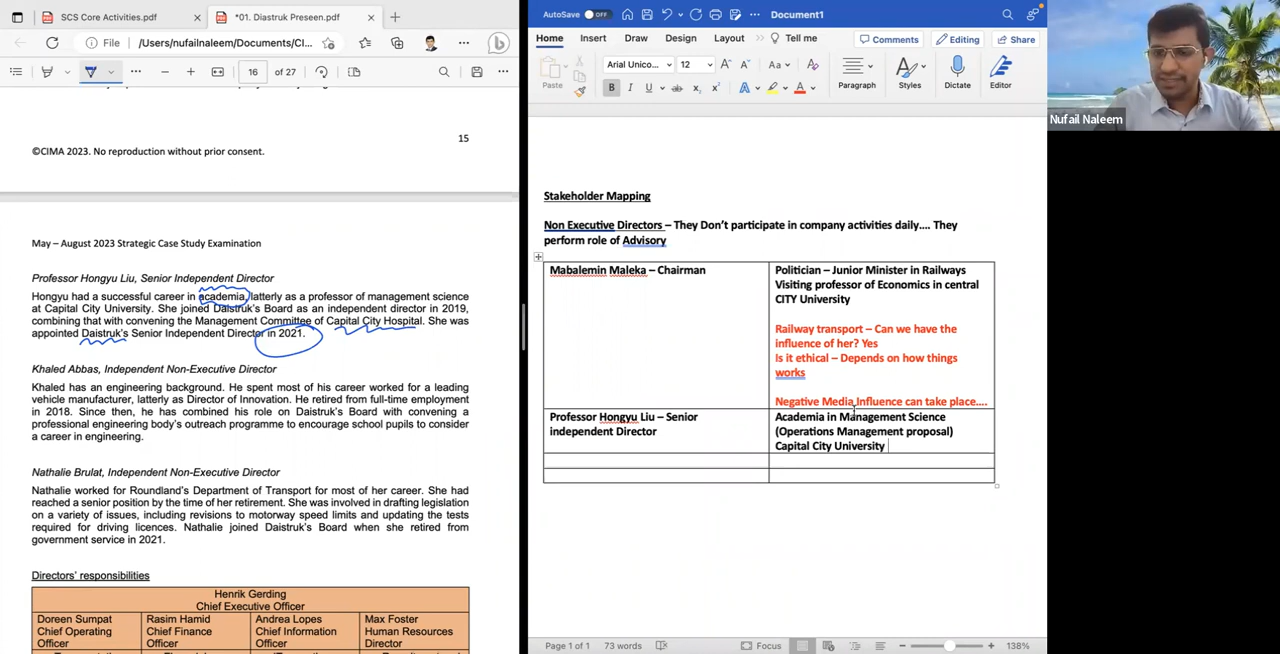 SCS Core Activities.pdf
*01. Diastruk Preseen.pdf
File
/Users/nufailnaleem/Documents/CI...
16
of 27
15
©CIMA 2023. No reproduction without prior consent.
May – August 2023 Strategic Case Study Examination
Professor Hongyu Liu, Senior Independent Director
Hongyu had a successful career in academia, latterly as a professor of management science
at Capital City University. She joined Daistruk's Board as an independent director in 2019,
combining that with convening the Management Committee of Capital City Hospital. She was
appointed Daistruk's Senior Independent Director in 2021.
Khaled Abbas, Independent Non-Executive Director
Khaled has an engineering background. He spent most of his career worked for a leading
vehicle manufacturer, latterly as Director of Innovation. He retired from full-time employment
in 2018. Since then, he has combined his role on Daistruk's Board with convening a
professional engineering body's outreach programme to encourage school pupils to consider
a career in engineering.
Nathalie Brulat, Independent Non-Executive Director
Nathalie worked for Roundland's Department of Transport for most of her career. She had
reached a senior position by the time of her retirement. She was involved in drafting legislation
on a variety of issues, including revisions to motorway speed limits and updating the tests
required for driving licences. Nathalie joined Daistruk's Board when she retired from
government service in 2021.
Directors' responsibilities
Henrik Gerding
Chief Executive Officer
Doreen Sumpat
Chief Operating
Officer
Rasim Hamid
Chief Finance
Officer
Andrea Lopes
Chief Information
Officer
Max Foster
Human Resources
Director
AutoSave OFF
Document1
Home
Insert
Draw
Design
Layout
Tell me
Comments
Editing
Share
Paste
Arial Unico...
12
Paragraph
Styles
Dictate
Editor
Stakeholder Mapping
Non Executive Directors – They Don't participate in company activities daily.... They
perform role of Advisory
Mabalemin Maleka – Chairman
Politician – Junior Minister in Railways
Visiting professor of Economics in central
CITY University
Railway transport – Can we have the
influence of her? Yes
Is it ethical – Depends on how things
works
Negative Media Influence can take place....
Professor Hongyu Liu – Senior
independent Director
Academia in Management Science
(Operations Management proposal)
Capital City University
Page 1 of 1
73 words
Focus
138%
Nufail Naleem